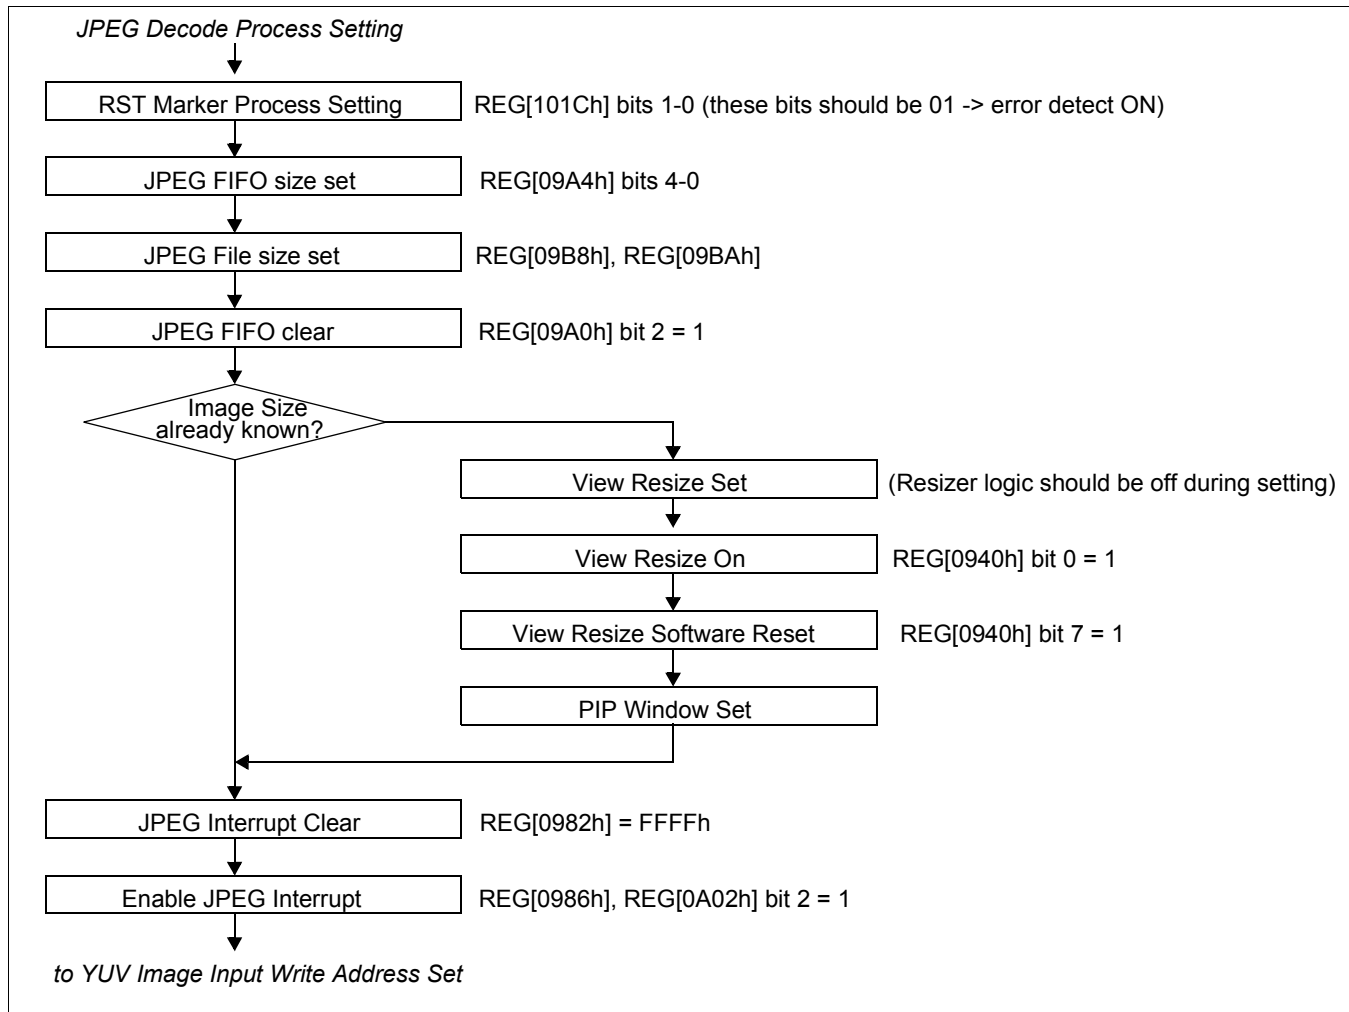 JPEG Decode Process Setting
RST Marker Process Setting REG[101Ch] bits 1-0 (these bits should be 01 -> error detect ON)
JPEG FIFO size set REG[09A4h] bits 4-0
JPEG File size set REG[09B8h], REG[09BAh]
JPEG FIFO clear REG[09A0h] bit 2 = 1
Image Size
already known?
View Resize Set (Resizer logic should be off during setting)
View Resize On REG[0940h] bit 0 = 1
View Resize Software Reset REG[0940h] bit 7 = 1
PIP Window Set
JPEG Interrupt Clear REG[0982h] = FFFFh
Enable JPEG Interrupt REG[0986h], REG[0A02h] bit 2 = 1
to YUV Image Input Write Address Set